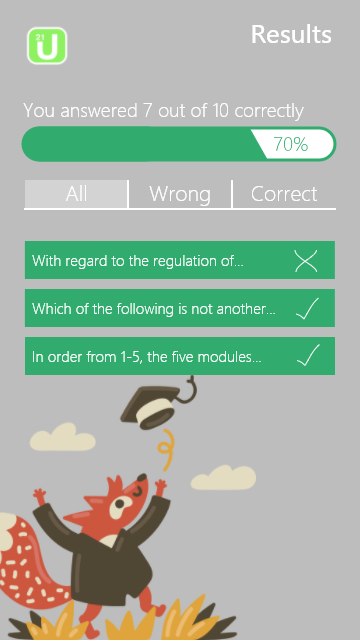 21
U
Results
You answered 7 out of 10 correctly
70%
All Wrong Correct
With regard to the regulation of...
Which of the following is not another...
In order from 1-5, the five modules...